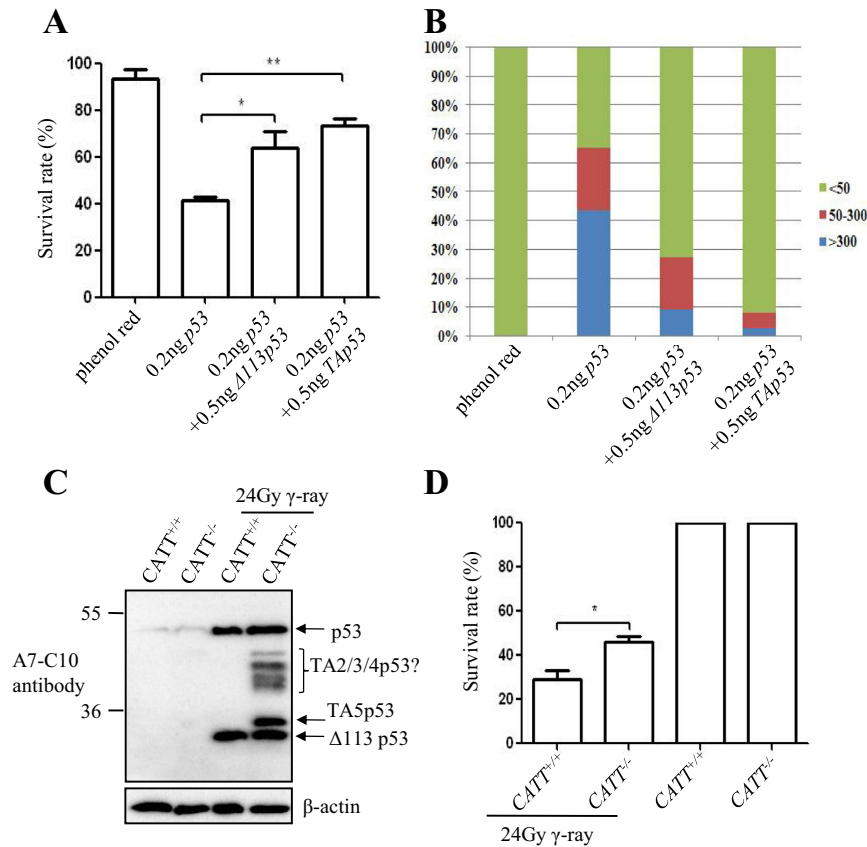 A
Survival rate (%)
100
80
60
40
20
0
*
**
phenol red
0.2ng p53
0.2ng p53
+0.5ng Δ113p53
0.2ng p53
+0.5ng TAp53
B
100%
90%
80%
70%
60%
50%
40%
30%
20%
10%
0%
<50
50-300
>300
phenol red
0.2ng p53
0.2ng p53
+0.5ng Δ113p53
0.2ng p53
+0.5ng TAp53
C
24Gy γ-ray
CATT+/+
CATT-/-
CATT+/+
CATT-/-
55
36
A7-C10
antibody
p53
TA2/3/4p53?
TA5p53
Δ113 p53
β-actin
D
Survival rate (%)
100
80
60
40
20
0
*
CATT+/+
CATT-/-
CATT+/+
CATT-/-
24Gy γ-ray